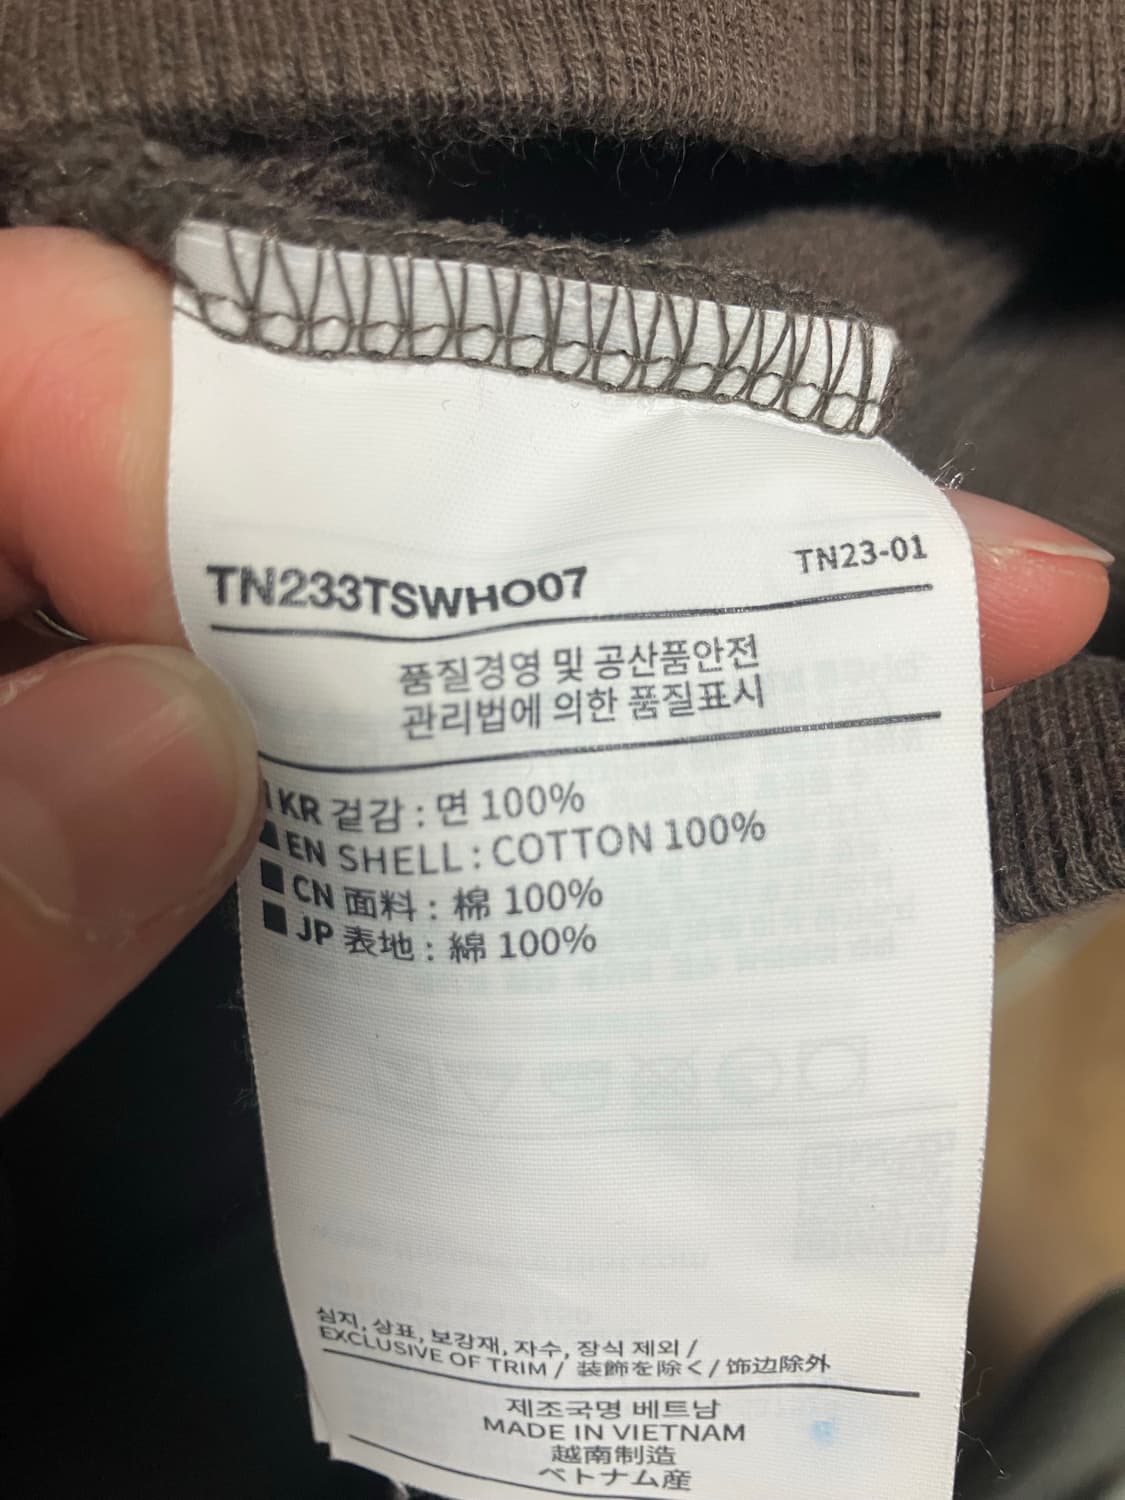 TN233TSWHO07
TN23-01
품질경영 및 공산품안전
관리법에 의한 품질표시
KR 겉감 : 면 100%
EN SHELL : COTTON 100%
CN 面料 : 棉 100%
JP 表地 : 綿 100%
심지, 상표, 보강재, 자수, 장식 제외 /
EXCLUSIVE OF TRIM / 装飾を除く / 饰边除外
제조국명 베트남
MADE IN VIETNAM
越南制造
ベトナム産